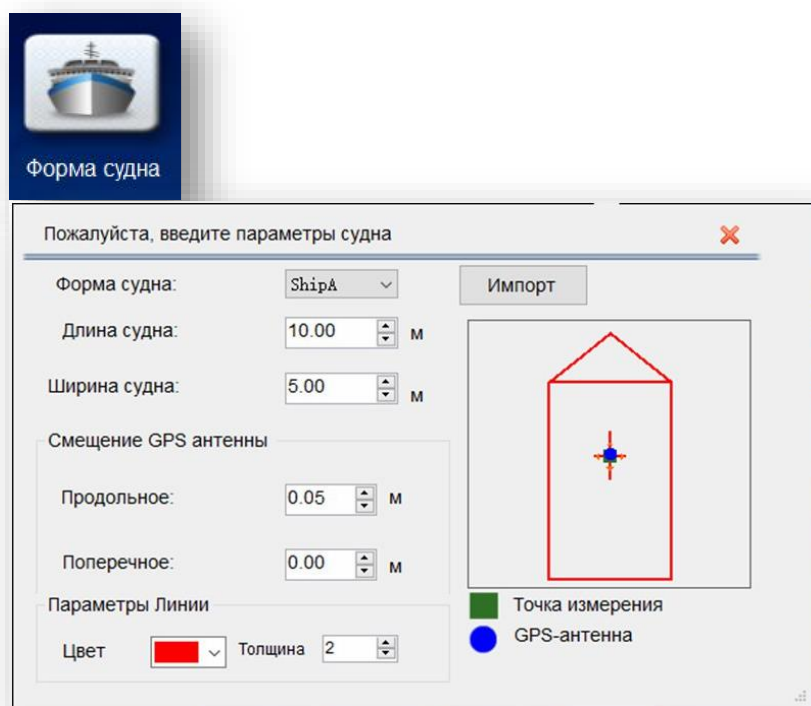 Форма судна
Пожалуйста, введите параметры судна
Форма судна: ShipA Импорт
Длина судна: 10.00 м
Ширина судна: 5.00 м
Смещение GPS антенны
Продольное: 0.05 м
Поперечное: 0.00 м
Параметры Линии
Цвет Толщина 2
Точка измерения
GPS-антенна